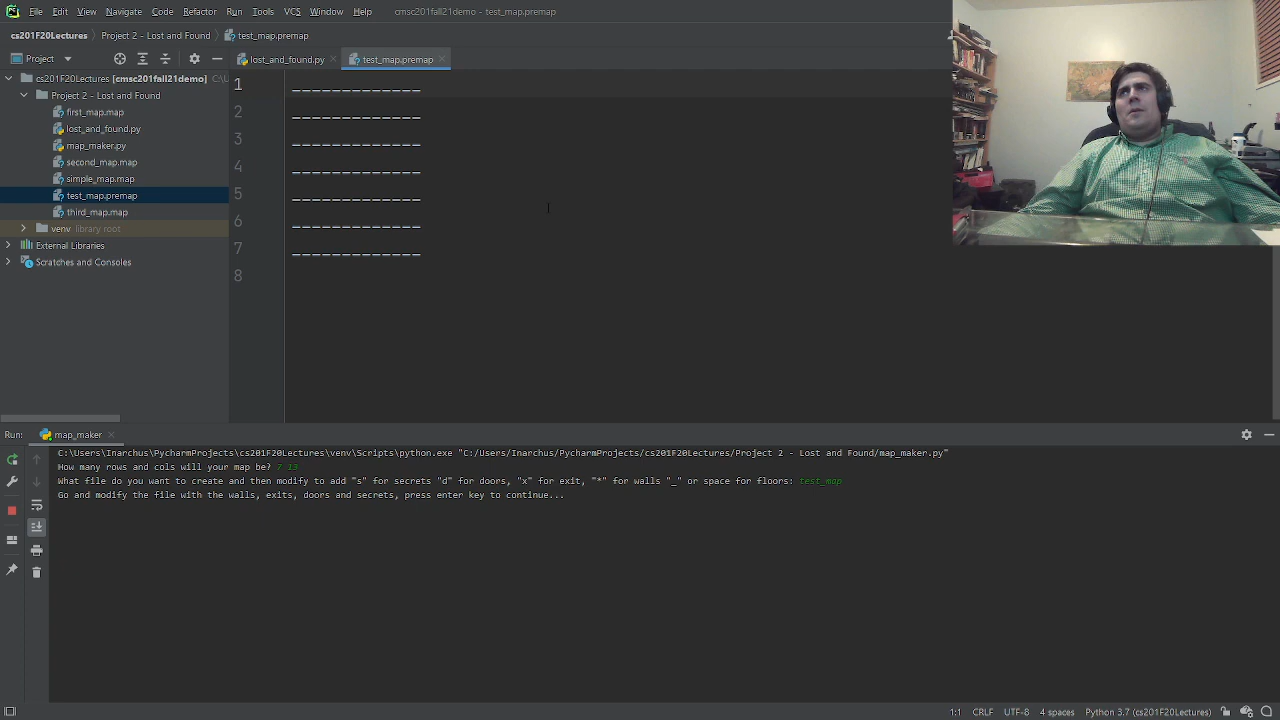 File Edit View Navigate Code Refactor Run Tools VCS Window Help cmsc201fall21demo - test_map.premap
cs201F20Lectures Project 2 - Lost and Found test_map.premap
Project lost_and_found.py test_map.premap
cs201F20Lectures [cmsc201fall21demo] C:\U
Project 2 - Lost and Found
first_map.map
lost_and_found.py
map_maker.py
second_map.map
simple_map.map
test_map.premap
third_map.map
venv library root
External Libraries
Scratches and Consoles
1 _____________
2 _____________
3 _____________
4 _____________
5 _____________
6 _____________
7 _____________
8
Run: map_maker
C:\Users\Inarchus\PycharmProjects\cs201F20Lectures\venv\Scripts\python.exe "C:/Users/Inarchus/PycharmProjects/cs201F20Lectures/Project 2 - Lost and Found/map_maker.py"
How many rows and cols will your map be? 7 13
What file do you want to create and then modify to add "s" for secrets "d" for doors, "x" for exit, "*" for walls "_" or space for floors: test_map
Go and modify the file with the walls, exits, doors and secrets, press enter key to continue...
1:1 CRLF UTF-8 4 spaces Python 3.7 (cs201F20Lectures)